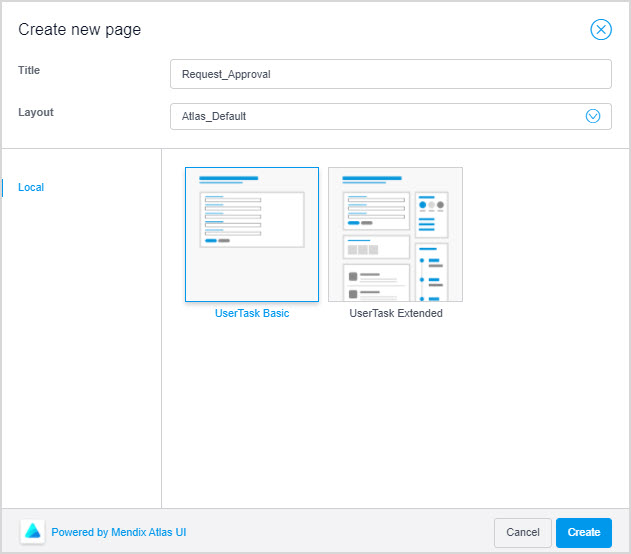 Create new page
Title
Request_Approval
Layout
Atlas_Default
Local
UserTask Basic
UserTask Extended
Powered by Mendix Atlas UI
Cancel
Create